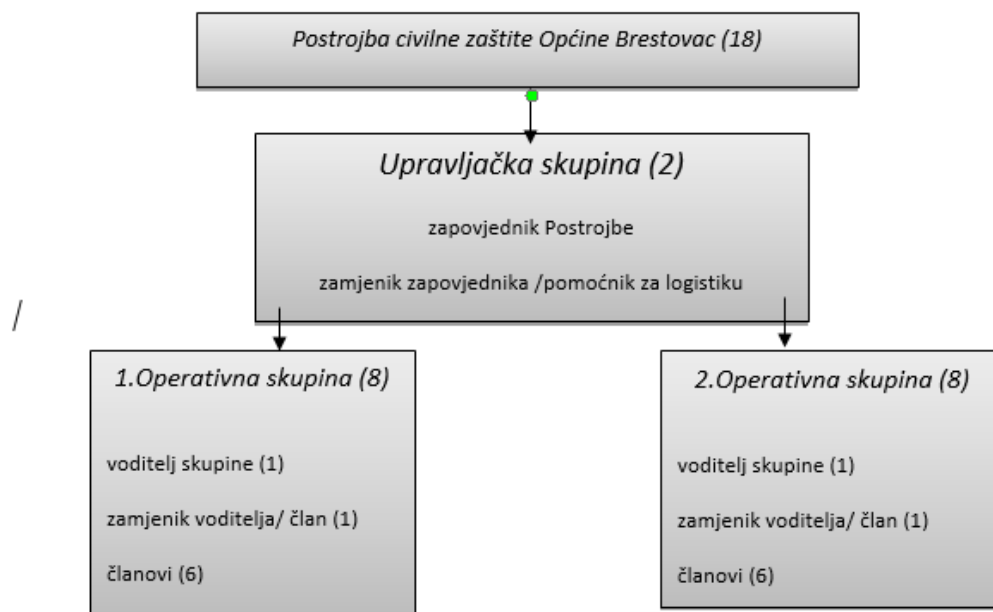 Postrojba civilne zaštite Općine Brestovac (18)
Upravljačka skupina (2)
zapovjednik Postrojbe
zamjenik zapovjednika /pomoćnik za logistiku
/
1.Operativna skupina (8)
voditelj skupine (1)
zamjenik voditelja/ član (1)
članovi (6)
2.Operativna skupina (8)
voditelj skupine (1)
zamjenik voditelja/ član (1)
članovi (6)